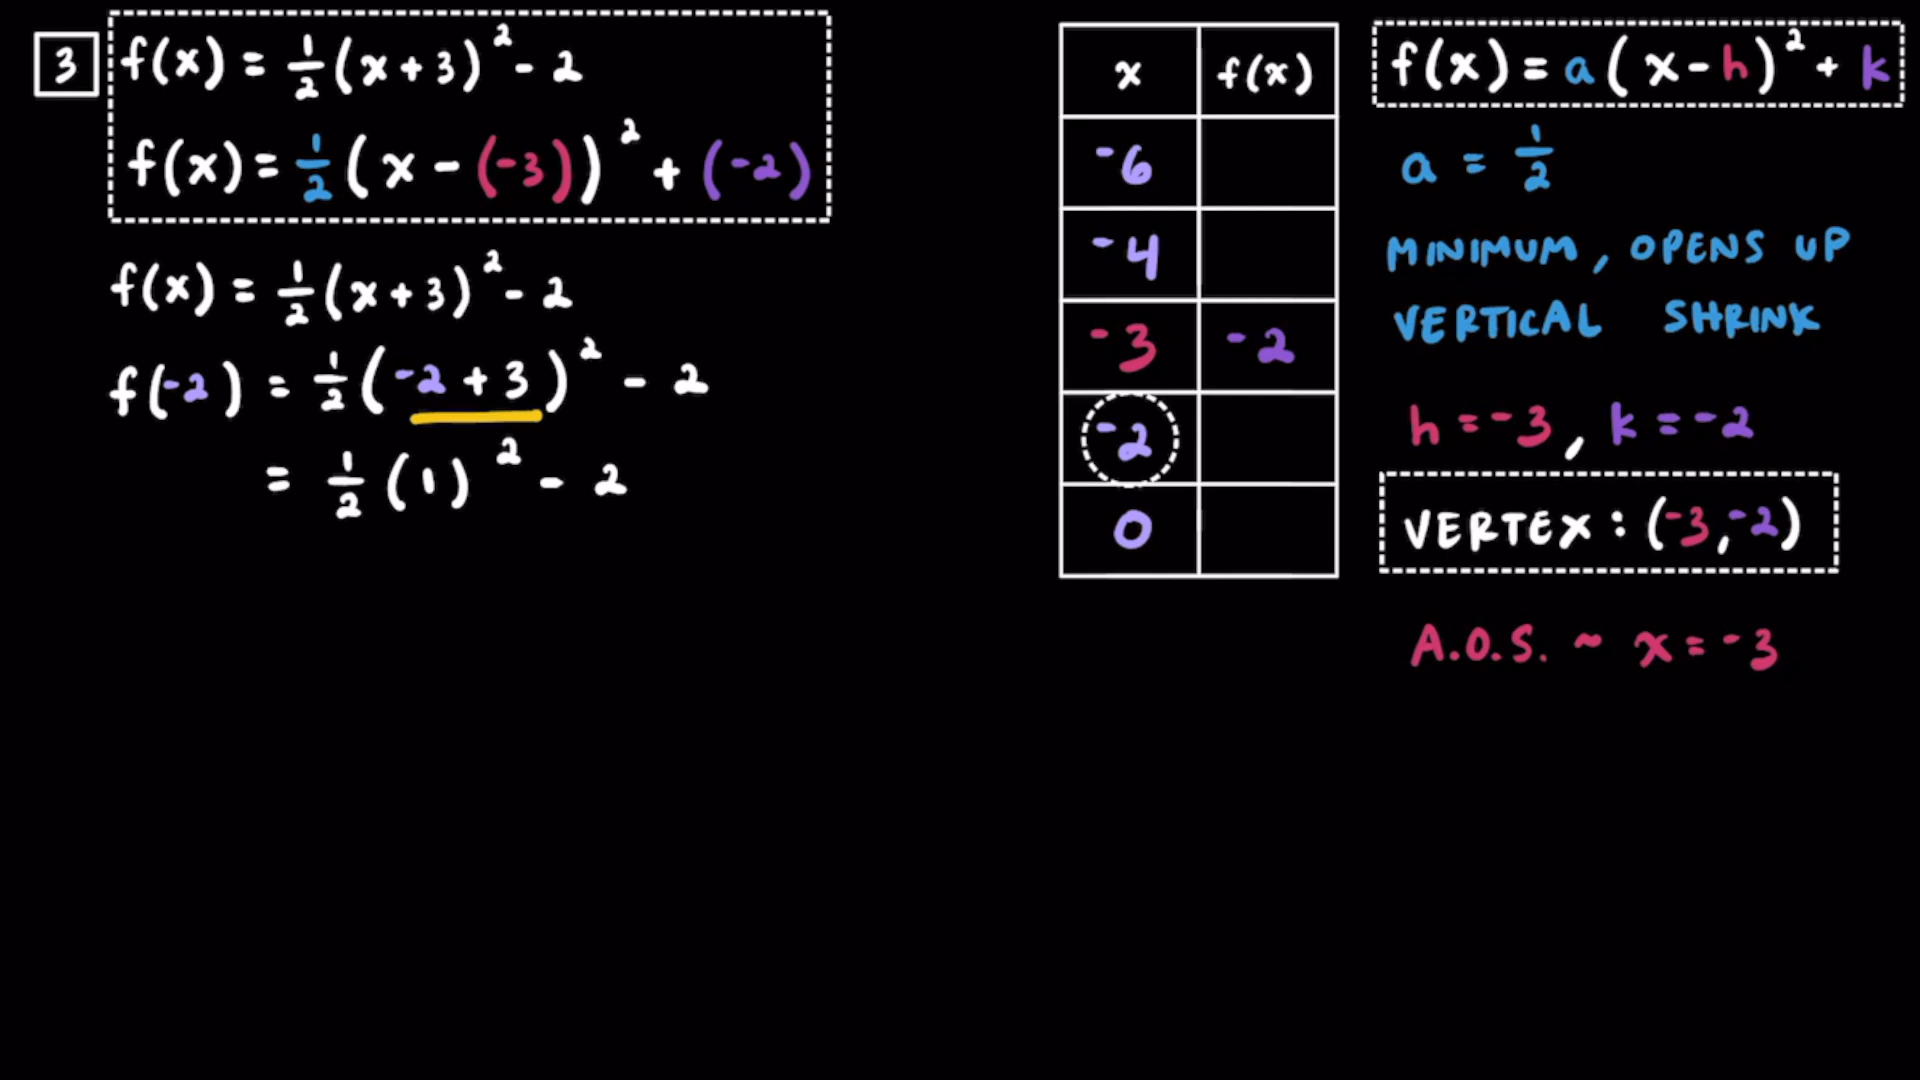 3
f(x) = 1/2 (x + 3)² - 2
f(x) = 1/2 (x - (-3))² + (-2)
f(x) = 1/2 (x + 3)² - 2
f(-2) = 1/2 (-2 + 3)² - 2
= 1/2 (1)² - 2
x f(x)
-6
-4
-3 -2
-2
0
f(x) = a(x - h)² + k
a = 1/2
MINIMUM, OPENS UP
VERTICAL SHRINK
h = -3, k = -2
VERTEX: (-3, -2)
A.O.S. ~ x = -3